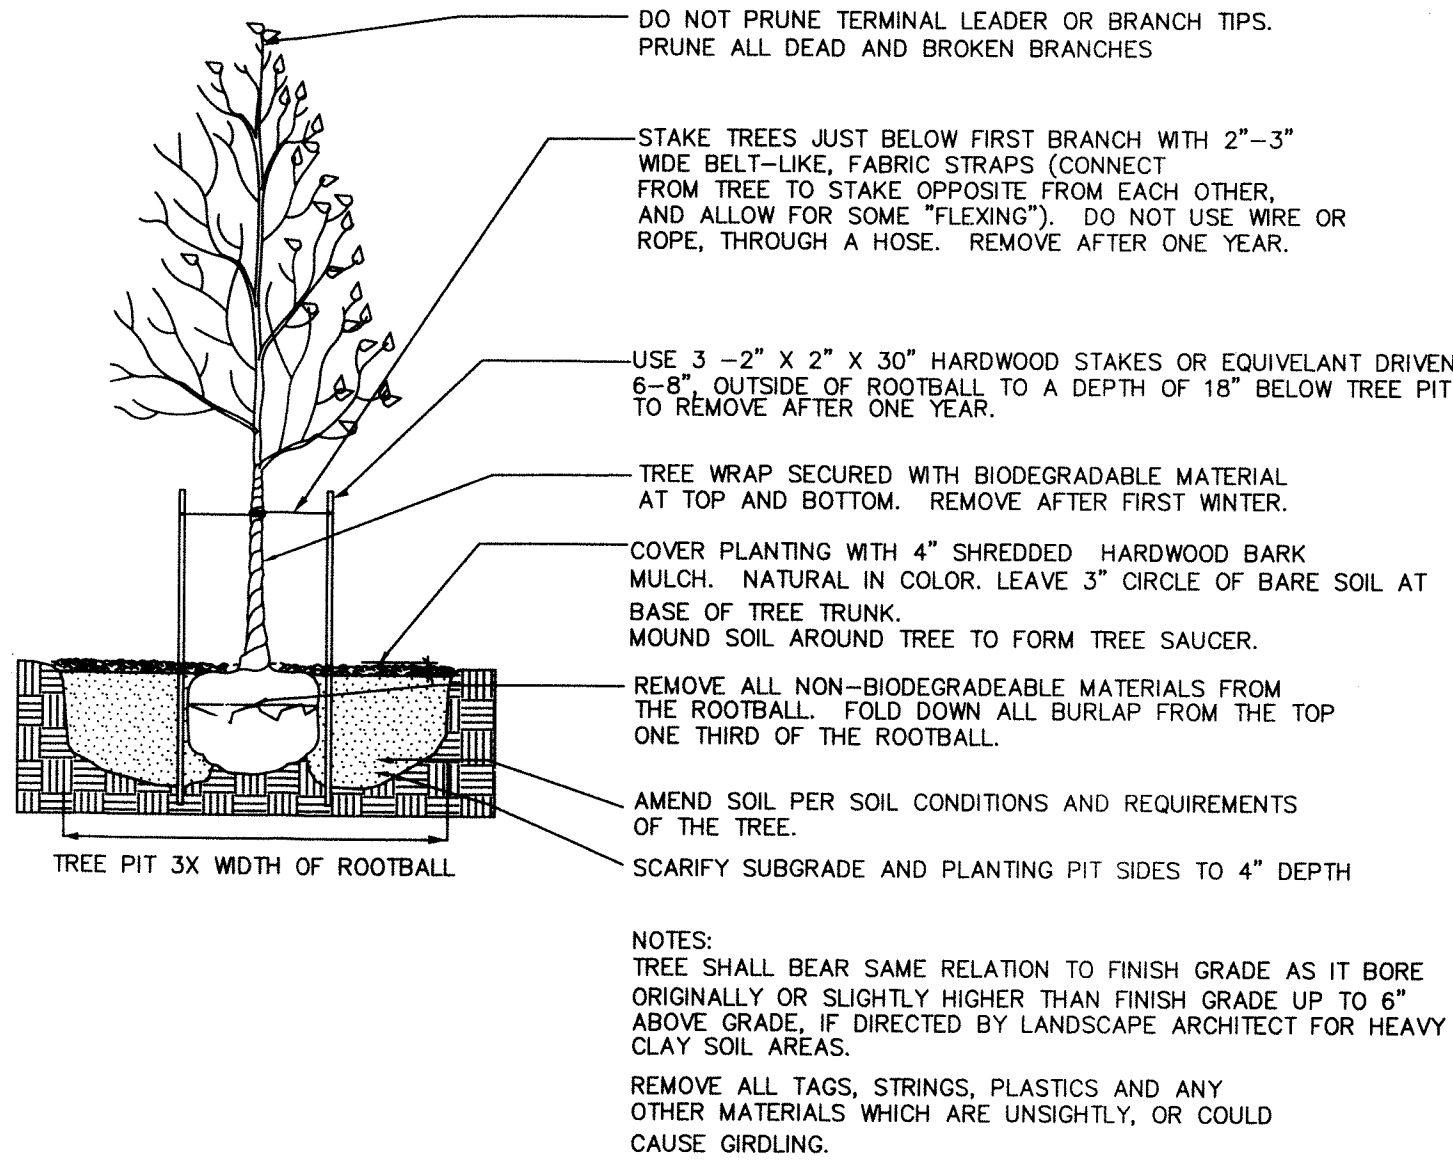 DO NOT PRUNE TERMINAL LEADER OR BRANCH TIPS.
PRUNE ALL DEAD AND BROKEN BRANCHES
STAKE TREES JUST BELOW FIRST BRANCH WITH 2"-3"
WIDE BELT-LIKE, FABRIC STRAPS (CONNECT
FROM TREE TO STAKE OPPOSITE FROM EACH OTHER,
AND ALLOW FOR SOME "FLEXING"). DO NOT USE WIRE OR
ROPE, THROUGH A HOSE. REMOVE AFTER ONE YEAR.
USE 3 -2" X 2" X 30" HARDWOOD STAKES OR EQUIVELANT DRIVEN
6-8", OUTSIDE OF ROOTBALL TO A DEPTH OF 18" BELOW TREE PIT
TO REMOVE AFTER ONE YEAR.
TREE WRAP SECURED WITH BIODEGRADABLE MATERIAL
AT TOP AND BOTTOM. REMOVE AFTER FIRST WINTER.
COVER PLANTING WITH 4" SHREDDED HARDWOOD BARK
MULCH. NATURAL IN COLOR. LEAVE 3" CIRCLE OF BARE SOIL AT
BASE OF TREE TRUNK.
MOUND SOIL AROUND TREE TO FORM TREE SAUCER.
REMOVE ALL NON-BIODEGRADEABLE MATERIALS FROM
THE ROOTBALL. FOLD DOWN ALL BURLAP FROM THE TOP
ONE THIRD OF THE ROOTBALL.
AMEND SOIL PER SOIL CONDITIONS AND REQUIREMENTS
OF THE TREE.
SCARIFY SUBGRADE AND PLANTING PIT SIDES TO 4" DEPTH
TREE PIT 3X WIDTH OF ROOTBALL
NOTES:
TREE SHALL BEAR SAME RELATION TO FINISH GRADE AS IT BORE
ORIGINALLY OR SLIGHTLY HIGHER THAN FINISH GRADE UP TO 6"
ABOVE GRADE, IF DIRECTED BY LANDSCAPE ARCHITECT FOR HEAVY
CLAY SOIL AREAS.
REMOVE ALL TAGS, STRINGS, PLASTICS AND ANY
OTHER MATERIALS WHICH ARE UNSIGHTLY, OR COULD
CAUSE GIRDLING.